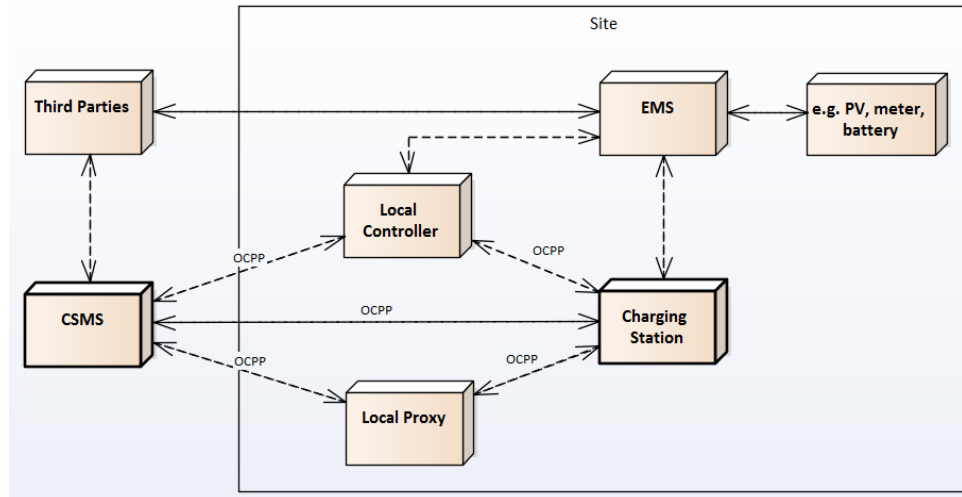 Site
Third Parties
EMS
e.g. PV, meter,
battery
Local
Controller
OCPP
OCPP
CSMS
OCPP
Charging
Station
OCPP
OCPP
Local Proxy